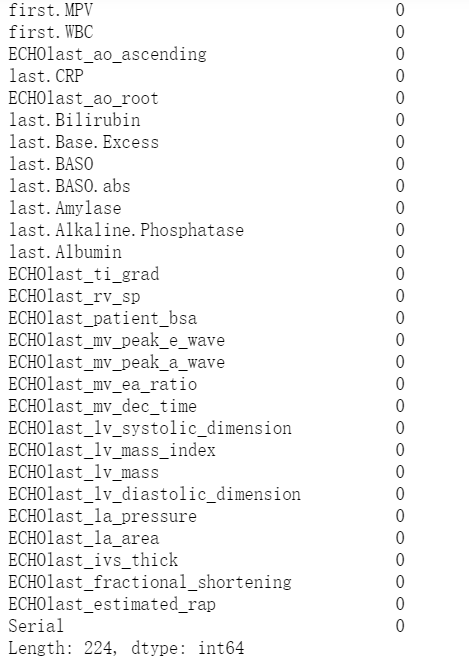 first.MPV 0
first.WBC 0
ECHOlast_ao_ascending 0
last.CRP 0
ECHOlast_ao_root 0
last.Bilirubin 0
last.Base.Excess 0
last.BASO 0
last.BASO.abs 0
last.Amylase 0
last.Alkaline.Phosphatase 0
last.Albumin 0
ECHOlast_ti_grad 0
ECHOlast_rv_sp 0
ECHOlast_patient_bsa 0
ECHOlast_mv_peak_e_wave 0
ECHOlast_mv_peak_a_wave 0
ECHOlast_mv_ea_ratio 0
ECHOlast_mv_dec_time 0
ECHOlast_lv_systolic_dimension 0
ECHOlast_lv_mass_index 0
ECHOlast_lv_mass 0
ECHOlast_lv_diastolic_dimension 0
ECHOlast_la_pressure 0
ECHOlast_la_area 0
ECHOlast_ivs_thick 0
ECHOlast_fractional_shortening 0
ECHOlast_estimated_rap 0
Serial 0
Length: 224, dtype: int64